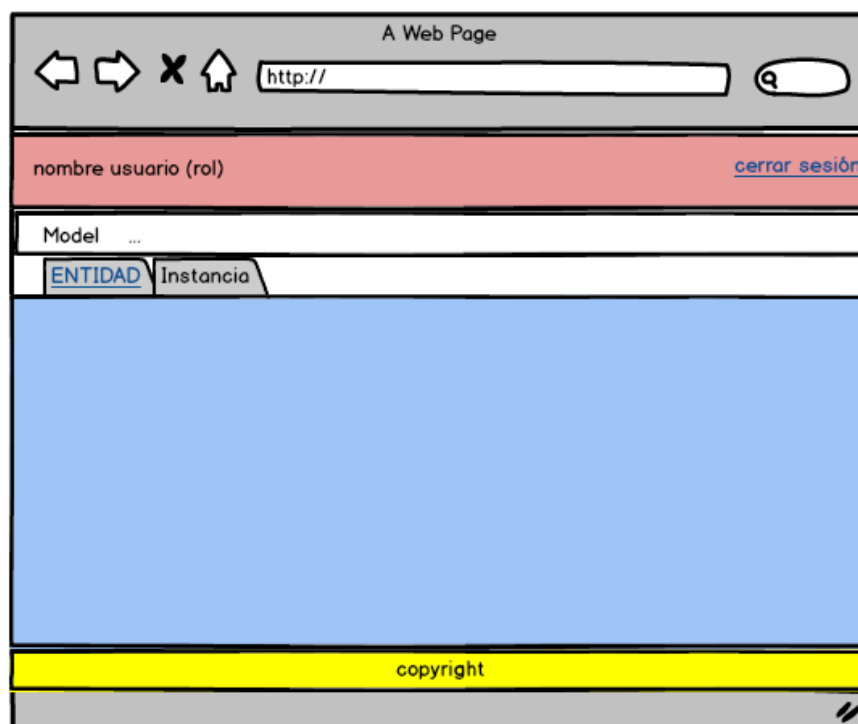 A Web Page
http://
nombre usuario (rol) cerrar sesión
Model ...
ENTIDAD Instancia
copyright